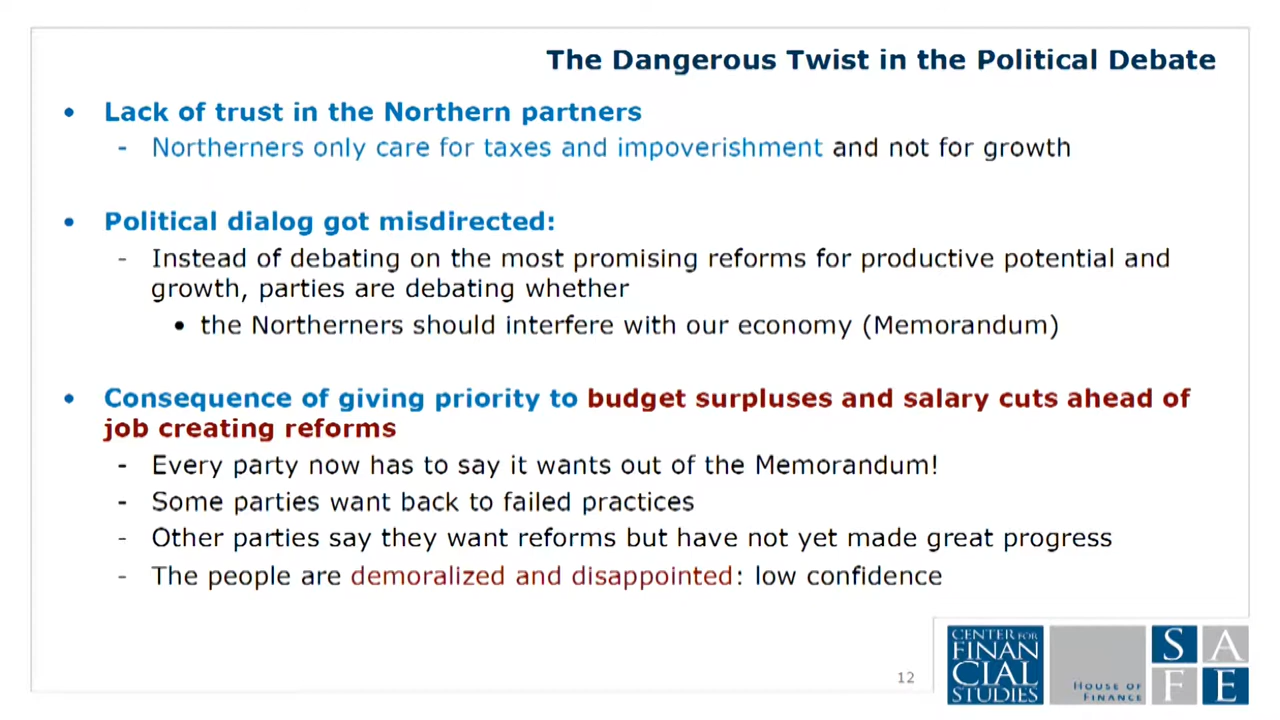 The Dangerous Twist in the Political Debate
• Lack of trust in the Northern partners
- Northerners only care for taxes and impoverishment and not for growth
• Political dialog got misdirected:
- Instead of debating on the most promising reforms for productive potential and
growth, parties are debating whether
• the Northerners should interfere with our economy (Memorandum)
• Consequence of giving priority to budget surpluses and salary cuts ahead of
job creating reforms
- Every party now has to say it wants out of the Memorandum!
- Some parties want back to failed practices
- Other parties say they want reforms but have not yet made great progress
- The people are demoralized and disappointed: low confidence
12
CENTER FOR
FINAN
CIAL
STUDIES
HOUSE OF
FINANCE
S A
F E